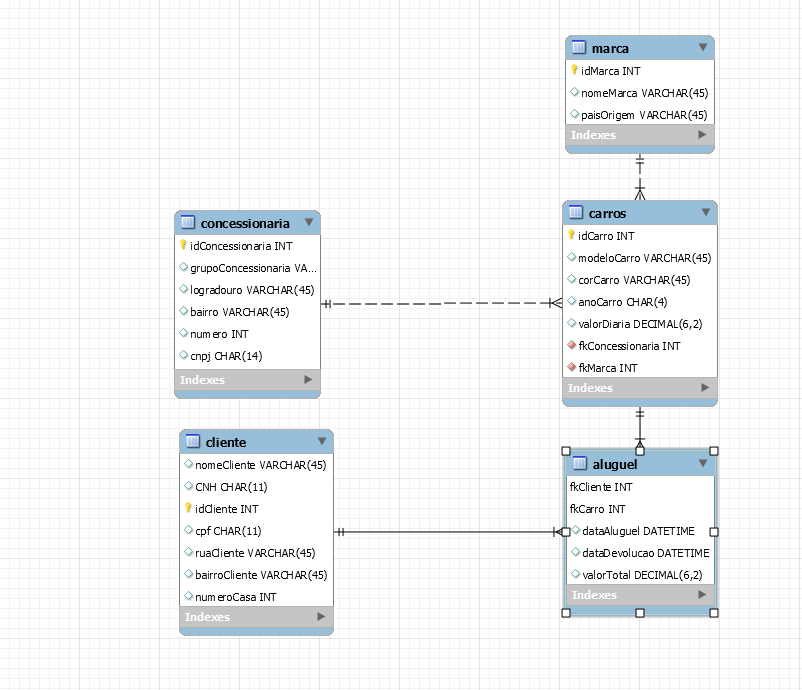 marca
idMarca INT
nomeMarca VARCHAR(45)
paisOrigem VARCHAR(45)
Indexes
concessionaria
idConcessionaria INT
grupoConcessionaria VA...
logradouro VARCHAR(45)
bairro VARCHAR(45)
numero INT
cnpj CHAR(14)
Indexes
carros
idCarro INT
modeloCarro VARCHAR(45)
corCarro VARCHAR(45)
anoCarro CHAR(4)
valorDiaria DECIMAL(6,2)
fkConcessionaria INT
fkMarca INT
Indexes
cliente
nomeCliente VARCHAR(45)
CNH CHAR(11)
idCliente INT
cpf CHAR(11)
ruaCliente VARCHAR(45)
bairroCliente VARCHAR(45)
numeroCasa INT
Indexes
aluguel
fkCliente INT
fkCarro INT
dataAluguel DATETIME
dataDevolucao DATETIME
valorTotal DECIMAL(6,2)
Indexes